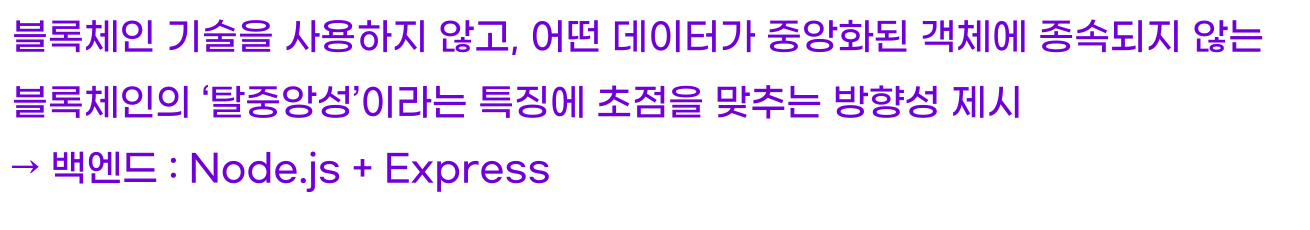 블록체인 기술을 사용하지 않고, 어떤 데이터가 중앙화된 객체에 종속되지 않는
블록체인의 ‘탈중앙성’이라는 특징에 초점을 맞추는 방향성 제시
→ 백엔드 : Node.js + Express